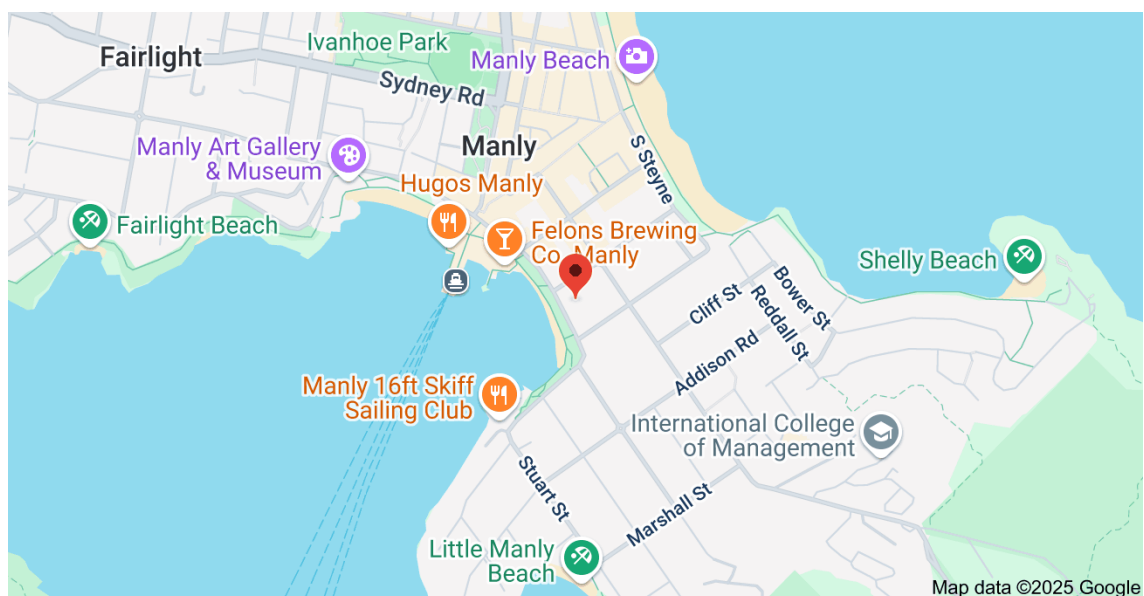 Ivanhoe Park
Fairlight
Manly Beach
Sydney Rd
Manly Art Gallery
& Museum
Manly
S Steyne
Hugos Manly
Fairlight Beach
Felons Brewing
Co. Manly
Shelly Beach
Cliff St
Bower St
Reddall St
Addison Rd
Manly 16ft Skiff
Sailing Club
International College
of Management
Stuart St
Marshall St
Little Manly
Beach
Map data ©2025 Google